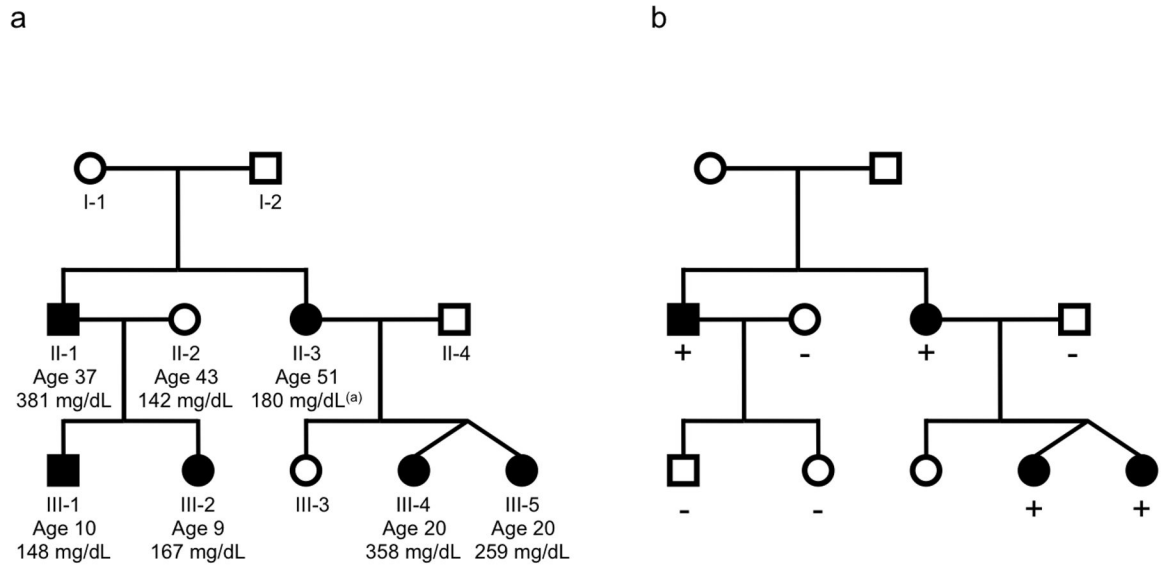 a
b
I-1
I-2
II-1
Age 37
381 mg/dL
II-2
Age 43
142 mg/dL
II-3
Age 51
180 mg/dL(a)
II-4
+
-
+
-
III-1
Age 10
148 mg/dL
III-2
Age 9
167 mg/dL
III-3
III-4
Age 20
358 mg/dL
III-5
Age 20
259 mg/dL
-
-
+
+